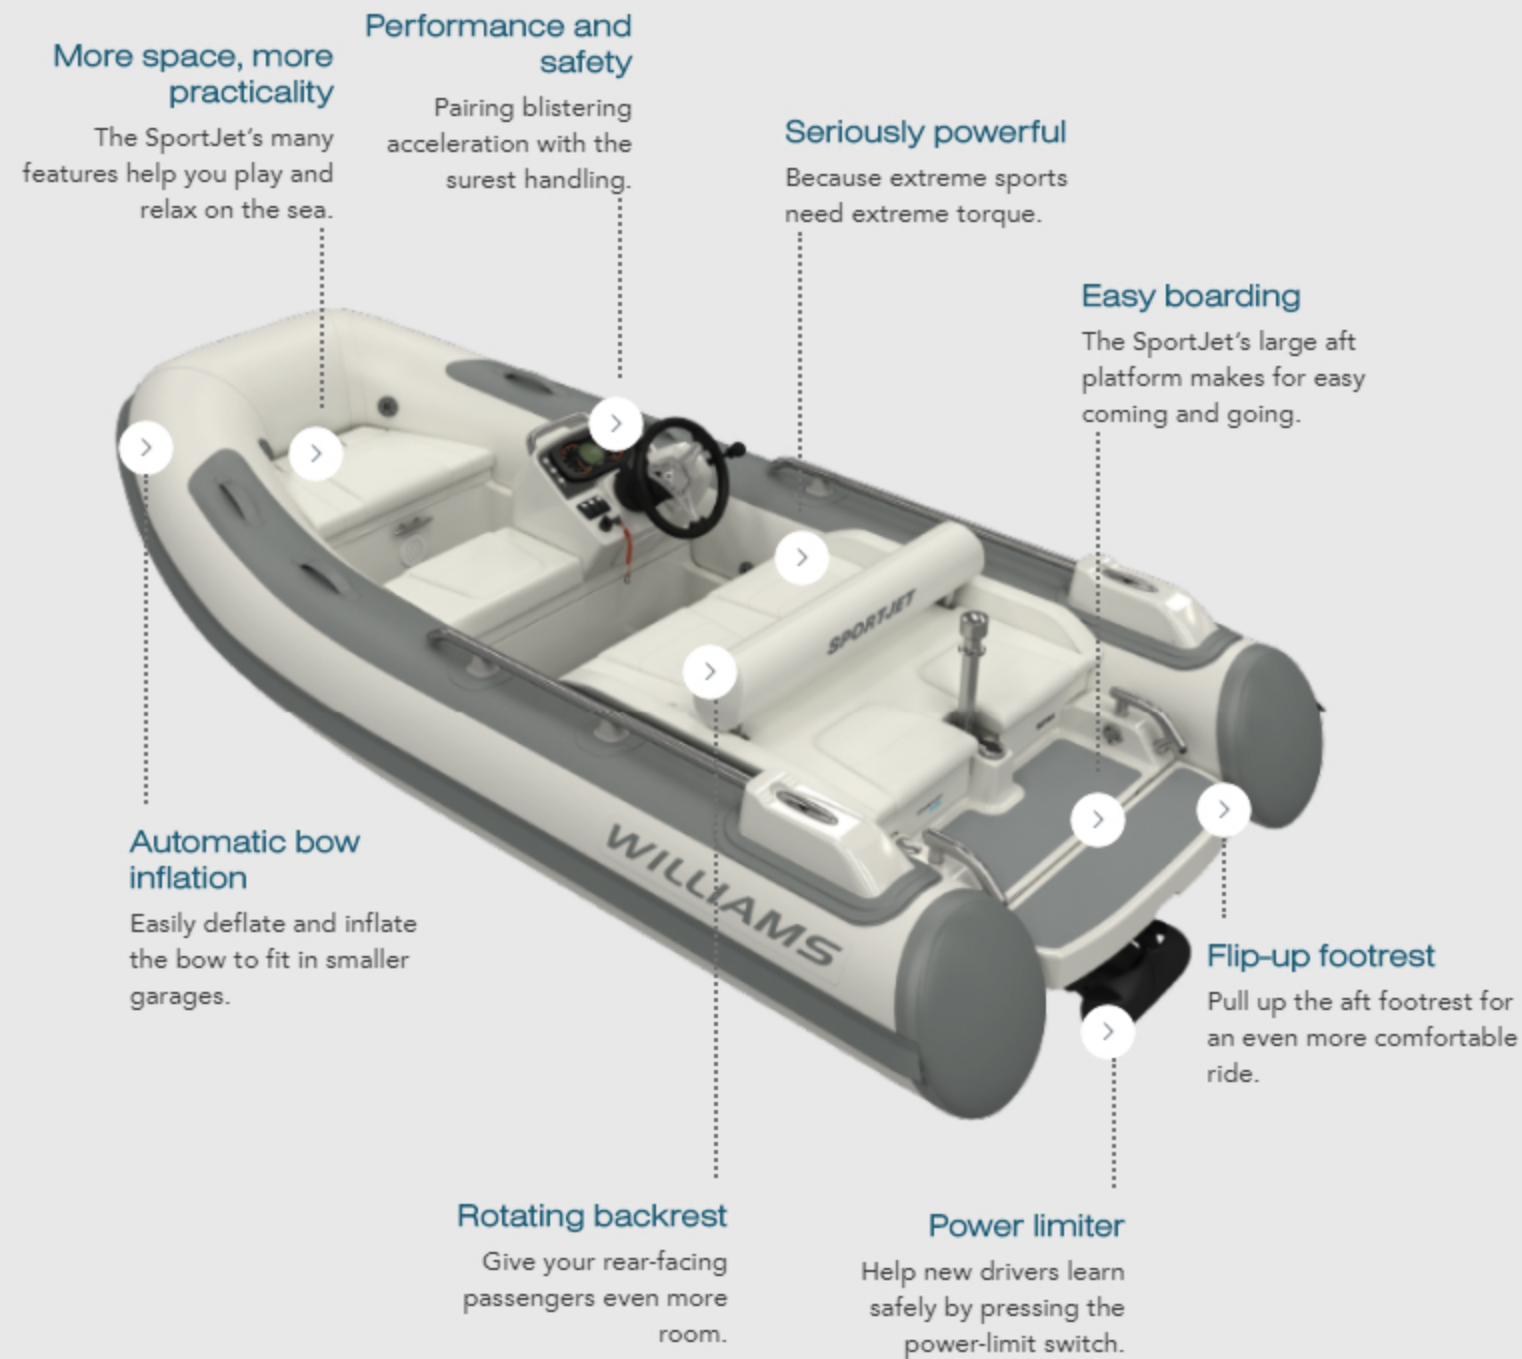 Performance and
safety
Pairing blistering
acceleration with the
surest handling.
More space, more
practicality
The SportJet's many
features help you play and
relax on the sea.
Seriously powerful
Because extreme sports
need extreme torque.
Easy boarding
The SportJet's large aft
platform makes for easy
coming and going.
SPORTJET
WILLIAMS
Automatic bow
inflation
Easily deflate and inflate
the bow to fit in smaller
garages.
Flip-up footrest
Pull up the aft footrest for
an even more comfortable
ride.
Rotating backrest
Give your rear-facing
passengers even more
room.
Power limiter
Help new drivers learn
safely by pressing the
power-limit switch.